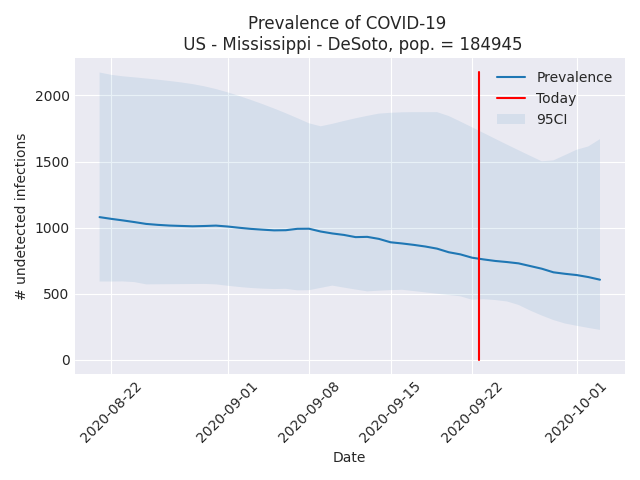 Prevalence of COVID-19
US - Mississippi - DeSoto, pop. = 184945
Prevalence
Today
95CI
# undetected infections
2000
1500
1000
500
0
2020-08-22
2020-09-01
2020-09-08
2020-09-15
2020-09-22
2020-10-01
Date